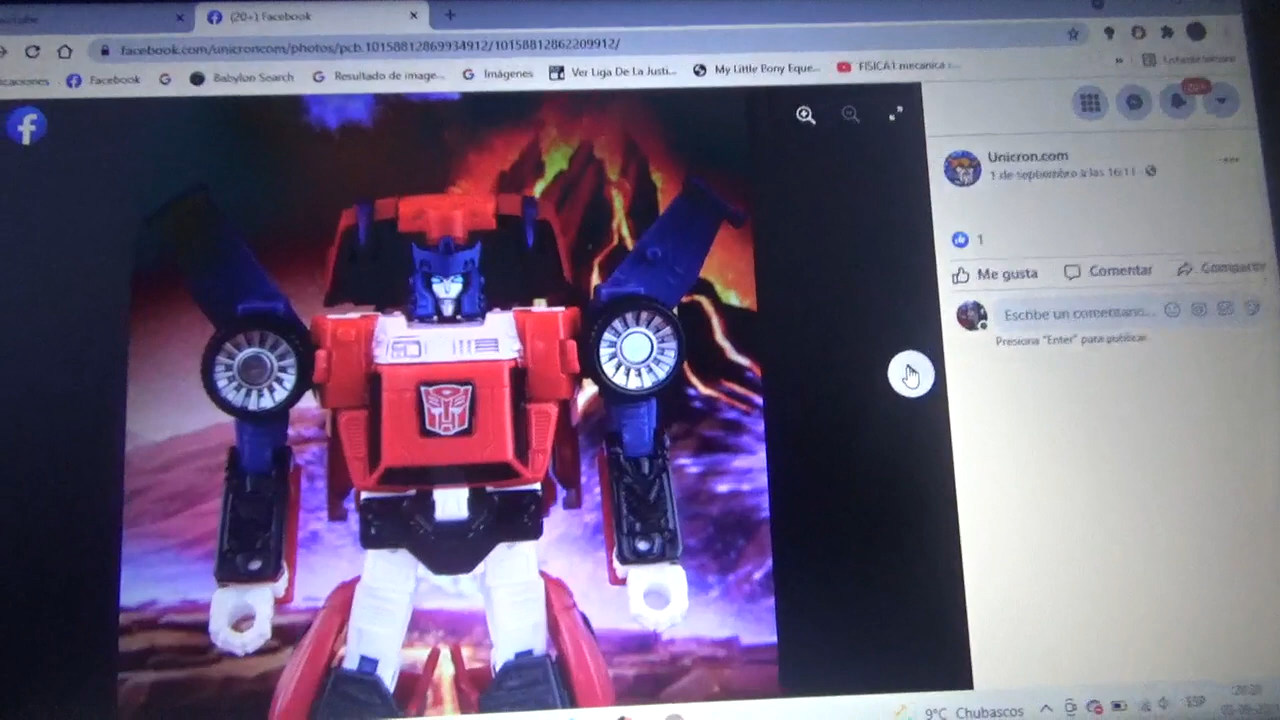 (20+) Facebook
facebook.com/unicroncom/photos/pcb.10158812869934912/10158812862209912/
Facebook
Babylon Search
Resultado de image...
Imágenes
Ver Liga De La Justi...
My Little Pony Eque...
FISICA1 mecanica
Unicron.com
1 de septiembre a las 16:11
1
Me gusta
Comentar
Compartir
Escribe un comentario...
Presiona "Enter" para publicar.
9°C Chubascos
ESP